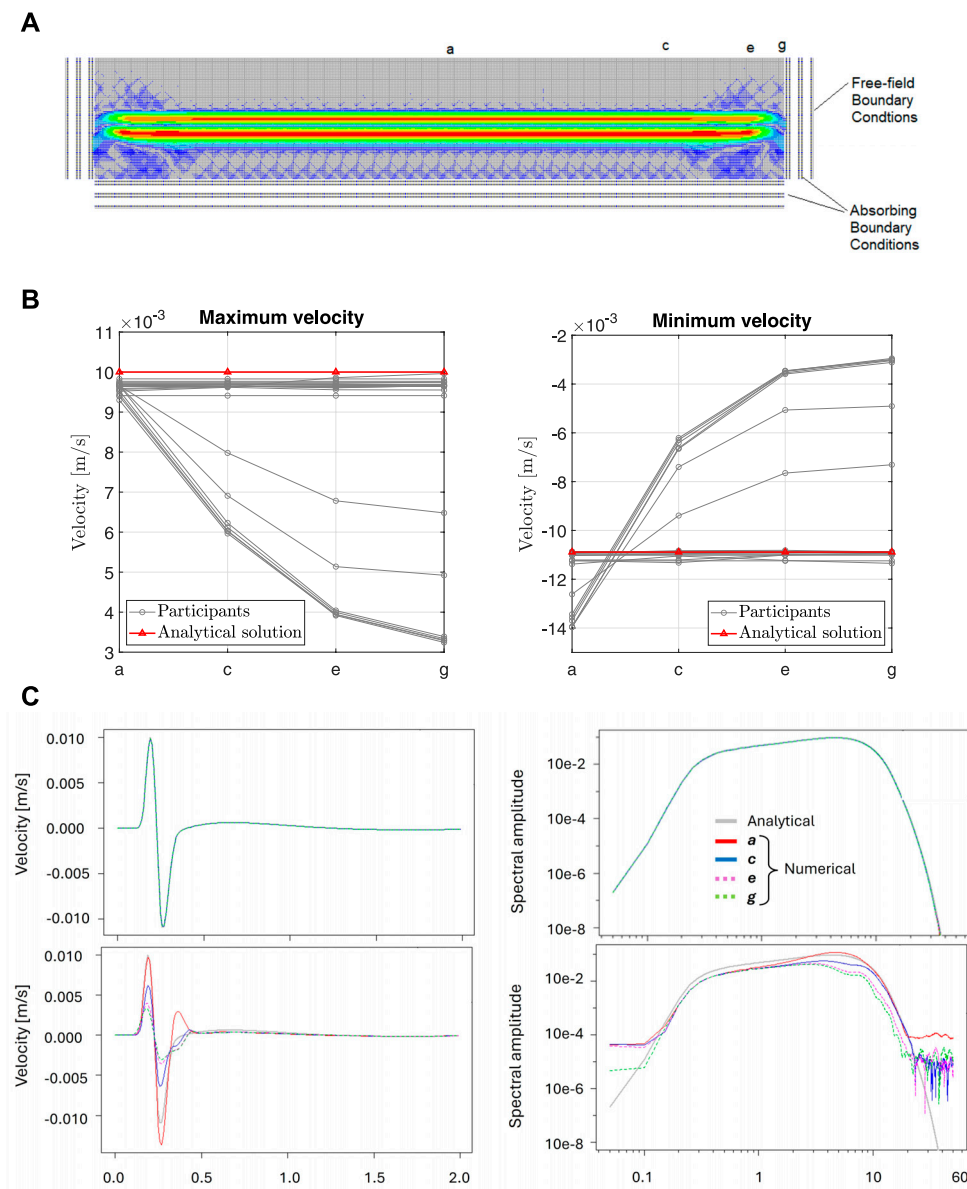 A
a c e g
Free-field
Boundary
Condtions
Absorbing
Boundary
Conditions
B
×10⁻³ Maximum velocity
11
10
9
8
7
6
5
4
3
Velocity [m/s]
Participants
Analytical solution
a c e g
×10⁻³ Minimum velocity
-2
-4
-6
-8
-10
-12
-14
Velocity [m/s]
Participants
Analytical solution
a c e g
C
0.010
0.005
0.000
-0.005
-0.010
Velocity [m/s]
10e-2
10e-4
10e-6
10e-8
Spectral amplitude
Analytical
a
c
e
g
Numerical
0.010
0.005
0.000
-0.005
-0.010
Velocity [m/s]
0.0 0.5 1.0 1.5 2.0
10e-2
10e-4
10e-6
10e-8
Spectral amplitude
0.1 1 10 60